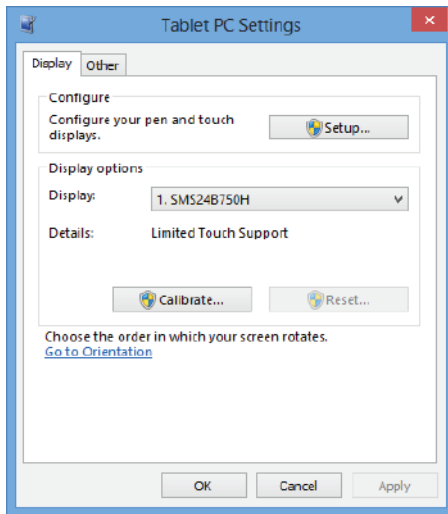 Tablet PC Settings
Display
Other
Configure
Configure your pen and touch
displays.
Setup...
Display options
Display:
1. SMS24B750H
Details:
Limited Touch Support
Calibrate...
Reset...
Choose the order in which your screen rotates.
Go to Orientation
OK
Cancel
Apply